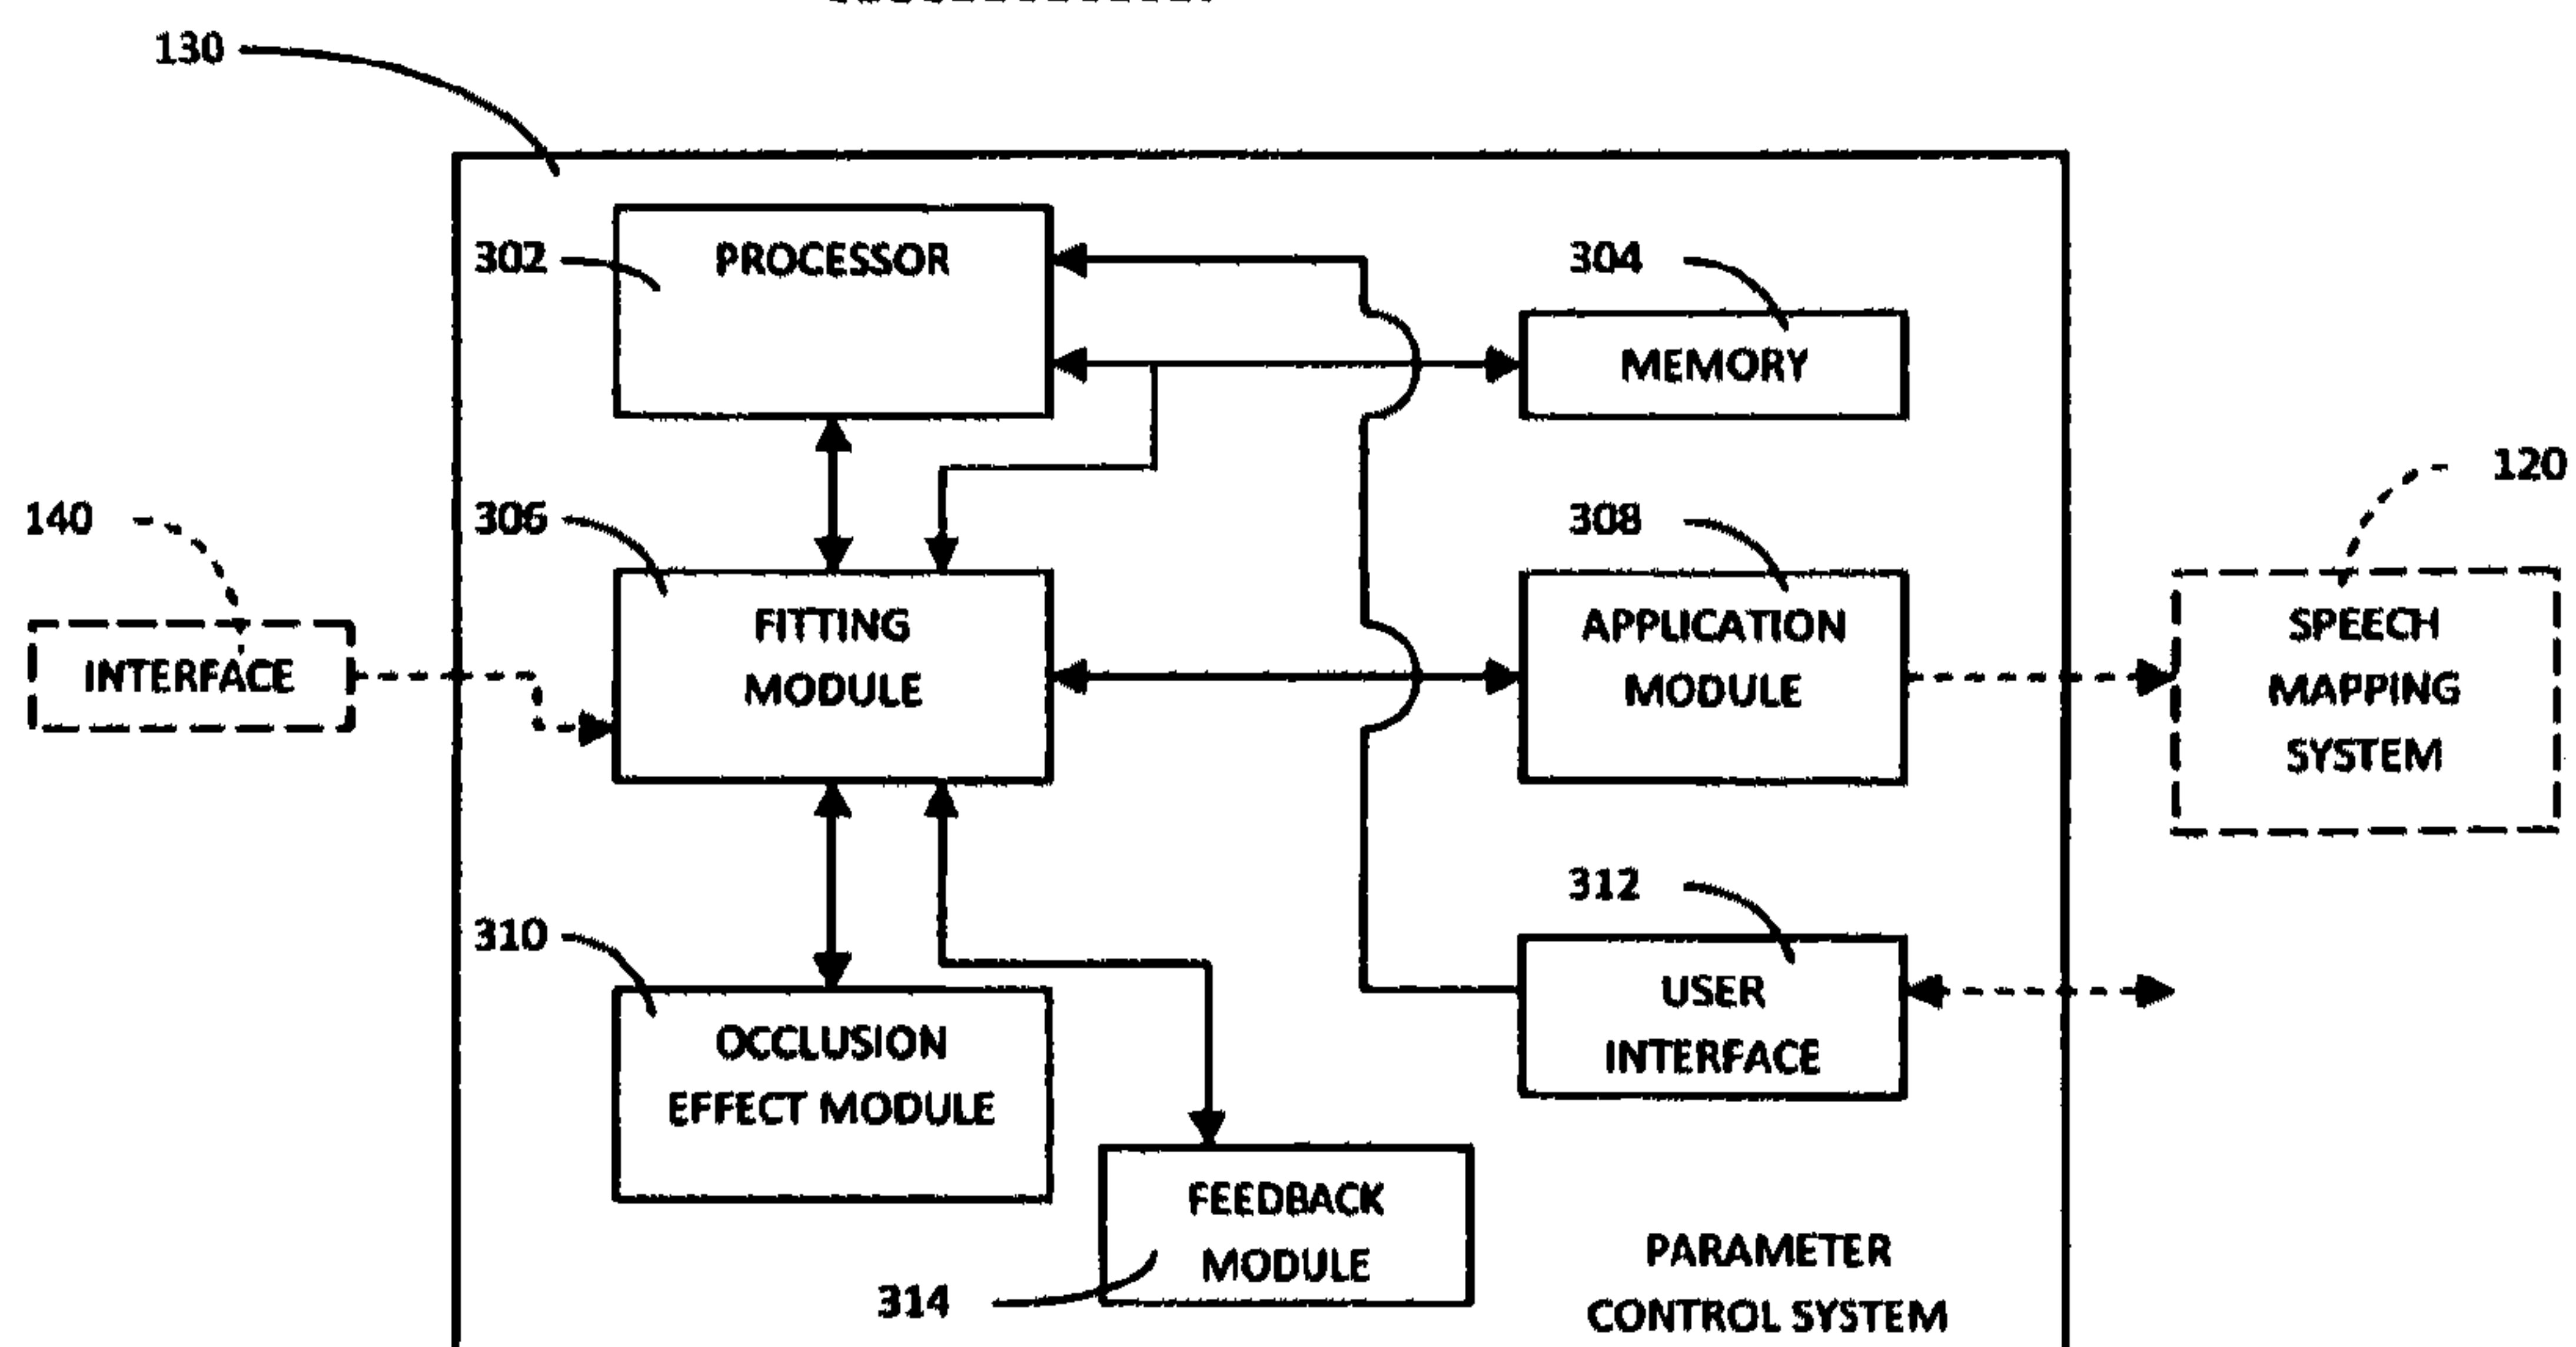 130
302
PROCESSOR
304
MEMORY
120
140
306
308
INTERFACE
FITTING
MODULE
APPLICATION
MODULE
SPEECH
MAPPING
SYSTEM
310
312
OCCLUSION
EFFECT MODULE
USER
INTERFACE
FEEDBACK
MODULE
314
PARAMETER
CONTROL SYSTEM